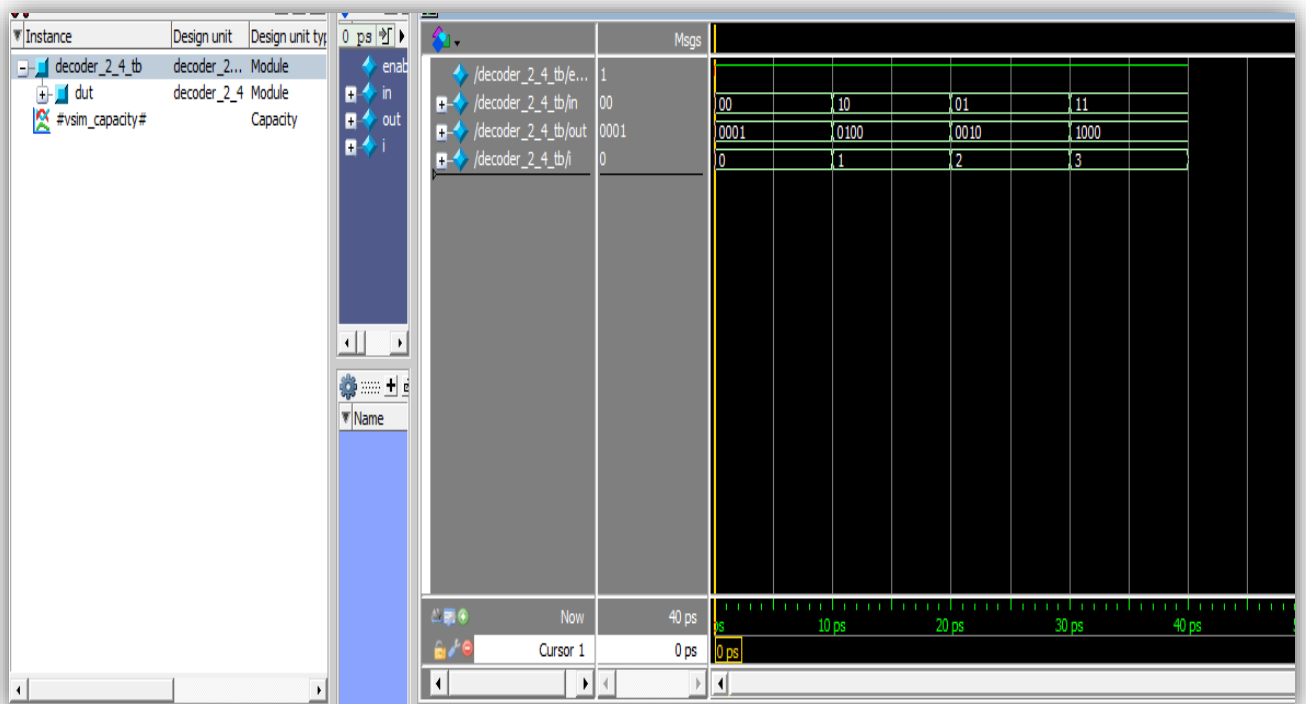 Instance Design unit Design unit typ
decoder_2_4_tb decoder_2... Module
dut decoder_2_4 Module
#vsim_capacity# Capacity
0 ps
enab
in
out
i
Name
Msgs
/decoder_2_4_tb/e... 1
/decoder_2_4_tb/in 00 00 10 01 11
/decoder_2_4_tb/out 0001 0001 0100 0010 1000
/decoder_2_4_tb/i 0 0 1 2 3
Now 40 ps ps 10 ps 20 ps 30 ps 40 ps
Cursor 1 0 ps 0 ps